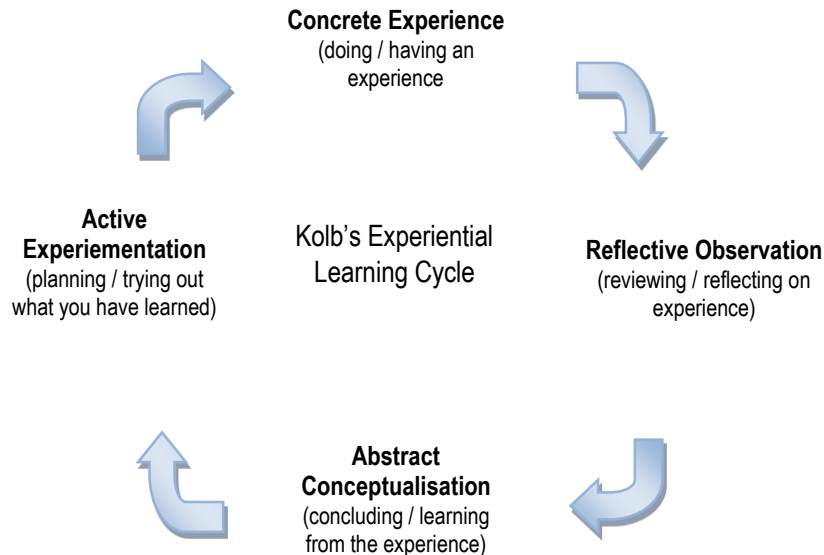 Concrete Experience
(doing / having an
experience
Active
Experiementation
(planning / trying out
what you have learned)
Kolb's Experiential
Learning Cycle
Reflective Observation
(reviewing / reflecting on
experience)
Abstract
Conceptualisation
(concluding / learning
from the experience)